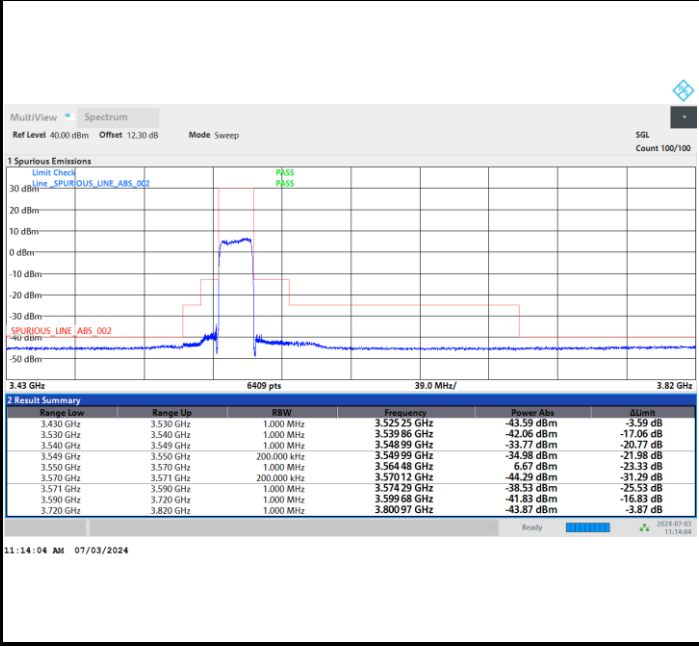 MultiView Spectrum
Ref Level 40.00 dBm Offset 12.30 dB Mode Sweep SGL
Count 100/100
1 Spurious Emissions
Limit Check PASS
Line _SPURIOUS_LINE_ABS_002 PASS
30 dBm
20 dBm
10 dBm
0 dBm
-10 dBm
-20 dBm
-30 dBm
_SPURIOUS_LINE_ABS_002
-40 dBm
-50 dBm
3.43 GHz 6409 pts 39.0 MHz/ 3.82 GHz
2 Result Summary
Range Low Range Up RBW Frequency Power Abs ΔLimit
3.430 GHz 3.530 GHz 1.000 MHz 3.525 25 GHz -43.59 dBm -3.59 dB
3.530 GHz 3.540 GHz 1.000 MHz 3.539 86 GHz -42.06 dBm -17.06 dB
3.540 GHz 3.549 GHz 1.000 MHz 3.548 99 GHz -33.77 dBm -20.77 dB
3.549 GHz 3.550 GHz 200.000 kHz 3.549 99 GHz -34.98 dBm -21.98 dB
3.550 GHz 3.570 GHz 1.000 MHz 3.564 48 GHz 6.67 dBm -23.33 dB
3.570 GHz 3.571 GHz 200.000 kHz 3.570 12 GHz -44.29 dBm -31.29 dB
3.571 GHz 3.590 GHz 1.000 MHz 3.574 29 GHz -38.53 dBm -25.53 dB
3.590 GHz 3.720 GHz 1.000 MHz 3.599 68 GHz -41.83 dBm -16.83 dB
3.720 GHz 3.820 GHz 1.000 MHz 3.800 97 GHz -43.87 dBm -3.87 dB
Ready 2024-07-03
11:14:04
11:14:04 AM 07/03/2024